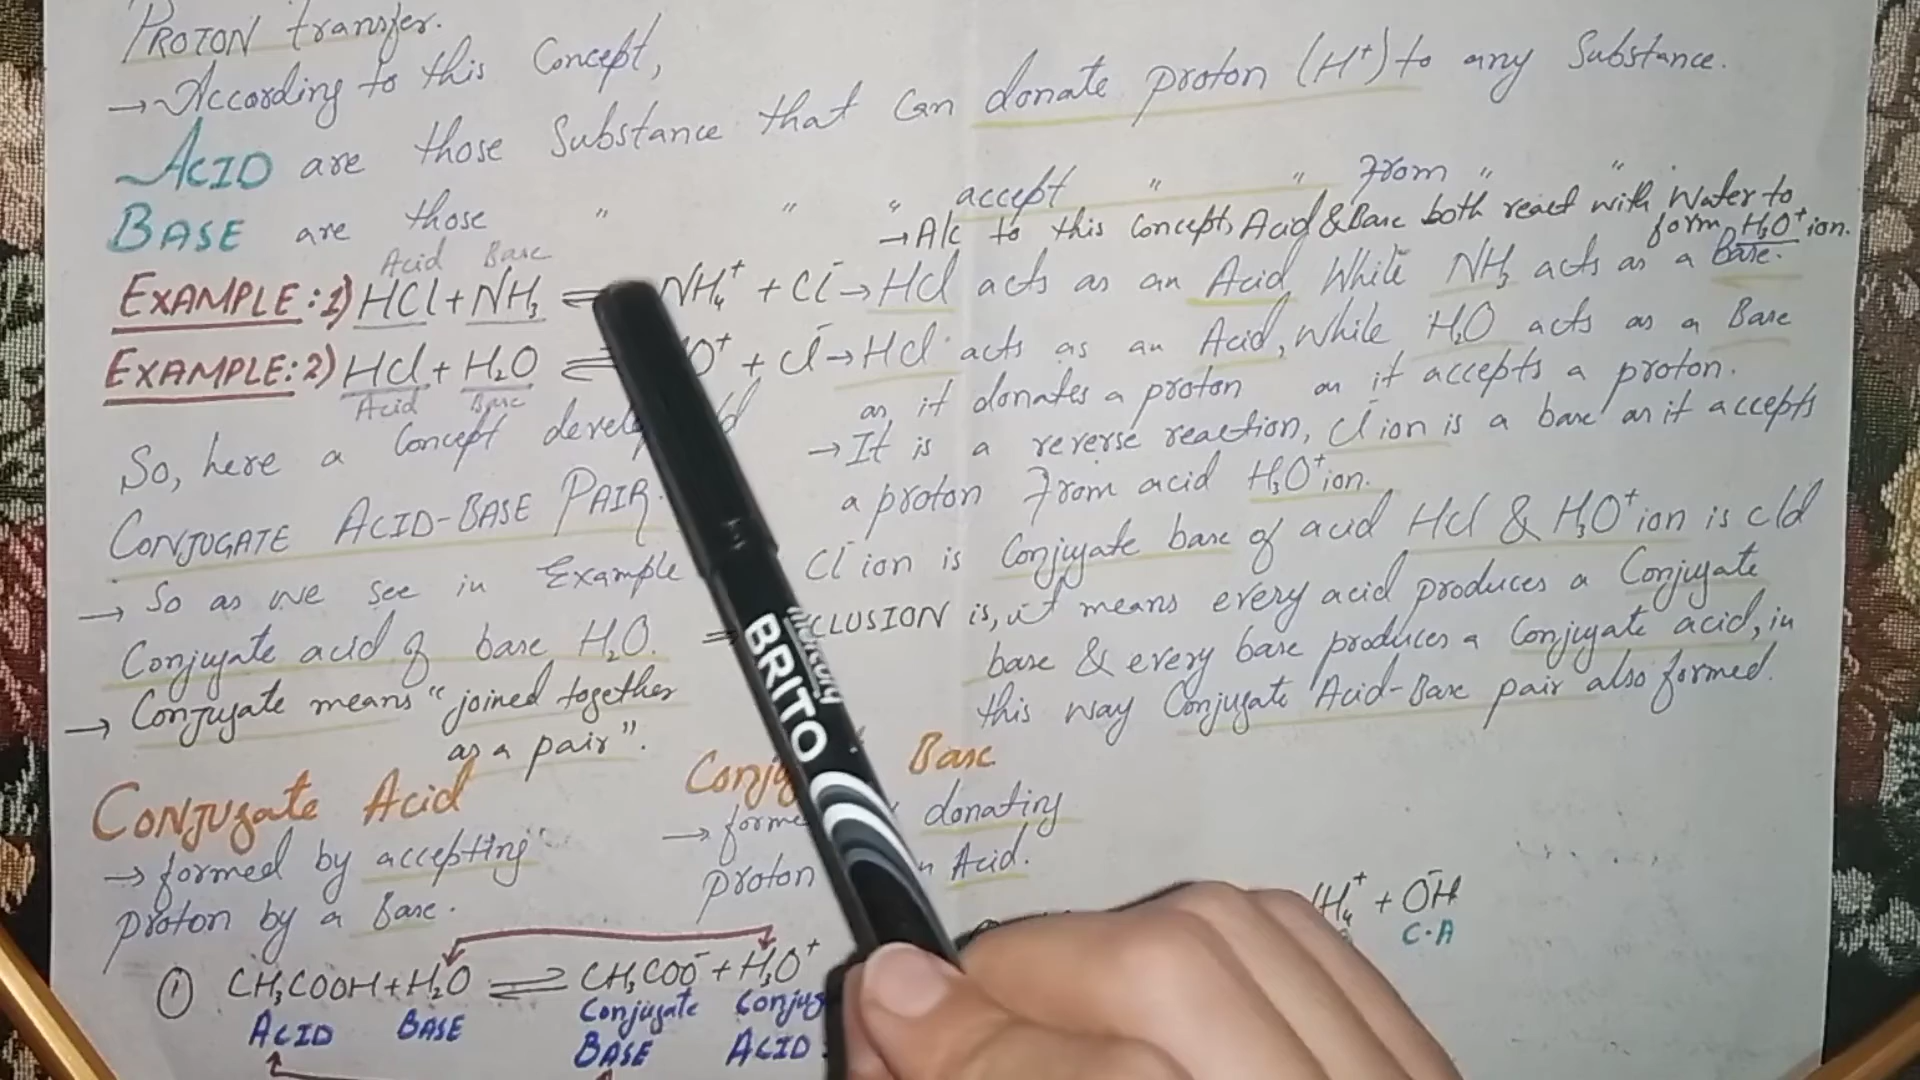 PROTON transfer.
→ According to this Concept,
ACID are those Substance that can donate proton (H⁺) to any Substance.
BASE are those " " " accept " " From " "
→ A/c to this Concept, Acid & Base both react with Water to form H₃O⁺ ion.
Acid Base
EXAMPLE: 1) HCl + NH₃ ⇌ NH₄⁺ + Cl⁻ → HCl acts as an Acid While NH₃ acts as a Base.
EXAMPLE: 2) HCl + H₂O ⇌ O⁺ + Cl⁻ → HCl acts as an Acid, While H₂O acts as a Base
Acid Base
as it donates a proton as it accepts a proton.
So, here a Concept
→ It is a reverse reaction, Cl⁻ ion is a base as it accepts
a proton From acid H₃O⁺ ion.
CONJUGATE ACID-BASE PAIR.
→ So as we see in Example
Cl⁻ ion is Conjugate base of acid HCl & H₃O⁺ ion is cld
Conjugate acid of base H₂O.
⇒ CLUSION is, it means every acid produces a Conjugate
base & every base produces a Conjugate acid, in
this way Conjugate Acid-Base pair also formed.
→ Conjugate means "joined together
as a pair".
CONJUgate Acid
→ formed by accepting
proton by a Base.
Conjug Base
→ forme donating
proton Acid.
H₄⁺ + OH⁻
C.A
① CH₃COOH + H₂O ⇌ CH₃COO⁻ + H₃O⁺
ACID BASE Conjugate BASE Conjug ACID
BRITO